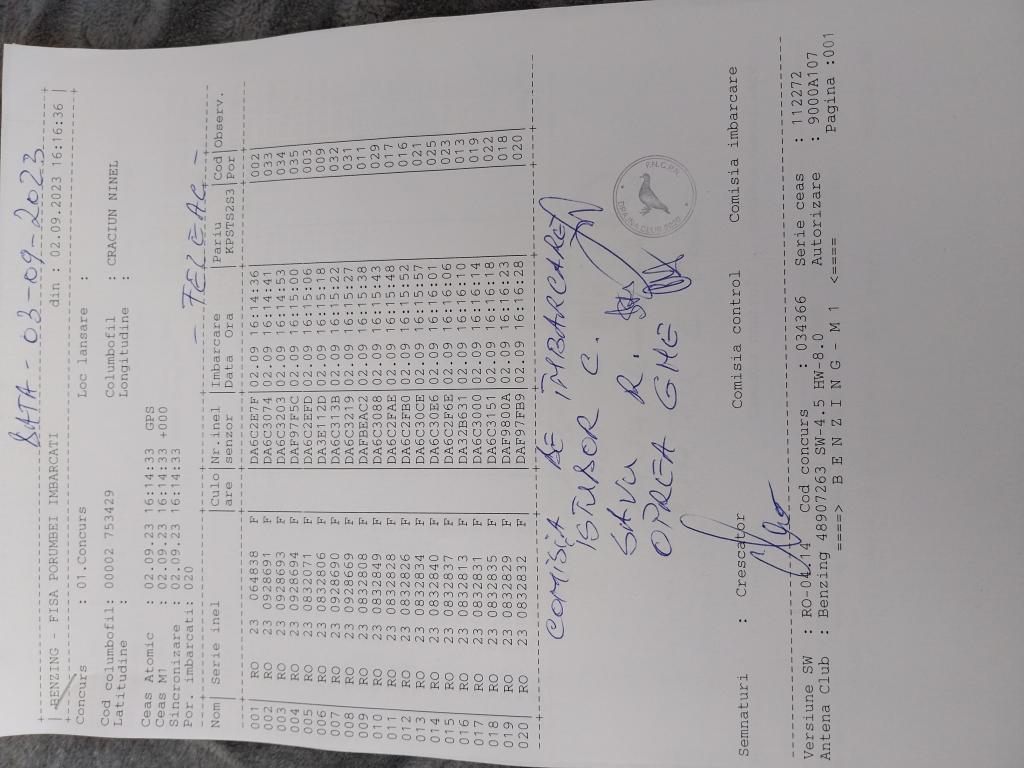 DATA - 03-09-2023
BENZING - FISA PORUMBEI IMBARCATI din : 02.09.2023 16:16:36
Concurs : 01.Concurs Loc lansare :
Cod columbofil: 00002 753429 Columbofil : CRACIUN NINEL
Latitudine : Longitudine :
Ceas Atomic : 02.09.23 16:14:33 GPS
Ceas M1 : 02.09.23 16:14:33 +000
Sincronizare : 02.09.23 16:14:33
Por. imbarcati: 020
- TELEAC -
Nom | Serie inel | Culo | Nr.inel | Imbarcare | Pariu | Cod | Observ.
are | senzor | Data Ora | KPSTS2S3 | Por
001 | RO 23 064838 F | DA6C2E7F | 02.09 16:14:36 | 002
002 | RO 23 0928691 F | DA6C3074 | 02.09 16:14:41 | 033
003 | RO 23 0928693 F | DA6C3203 | 02.09 16:14:53 | 034
004 | RO 23 0928694 F | DAF97F5C | 02.09 16:15:03 | 035
005 | RO 23 0832071 F | DA6C2EFD | 02.09 16:15:06 | 003
006 | RO 23 0832806 F | DA3E112D | 02.09 16:15:18 | 009
007 | RO 23 0928690 F | DA6C313B | 02.09 16:15:22 | 032
008 | RO 23 0928669 F | DA6C3219 | 02.09 16:15:27 | 031
009 | RO 23 0832808 F | DAFBEAC2 | 02.09 16:15:38 | 011
010 | RO 23 0832849 F | DA6C3088 | 02.09 16:15:43 | 029
011 | RO 23 0832828 F | DA6C2FAE | 02.09 16:15:48 | 017
012 | RO 23 0832826 F | DA6C2FB0 | 02.09 16:15:52 | 016
013 | RO 23 0832834 F | DA6C30CE | 02.09 16:15:57 | 021
014 | RO 23 0832840 F | DA6C30E6 | 02.09 16:16:01 | 025
015 | RO 23 0832837 F | DA6C2F6E | 02.09 16:16:06 | 023
016 | RO 23 0832813 F | DA32B631 | 02.09 16:16:10 | 013
017 | RO 23 0832831 F | DA6C3000 | 02.09 16:16:14 | 019
018 | RO 23 0832835 F | DA6C3151 | 02.09 16:16:18 | 022
019 | RO 23 0832829 F | DAF9800A | 02.09 16:16:23 | 018
020 | RO 23 0832832 F | DAF97FB9 | 02.09 16:16:28 | 020
COMISIA DE IMBARCARE
ISTUDOR C.
SAVU R.
OPREA GHE
F.N.C.P.R.
Semnaturi : Crescator Comisia control Comisia imbarcare
Versiune SW : RO-04.14 Cod concurs : 034366 Serie ceas : 112272
Antena Club : Benzing 48907263 SW-4.5 HW-8.0 Autorizare : 9000A107
====> B E N Z I N G - M 1 <==== Pagina :001